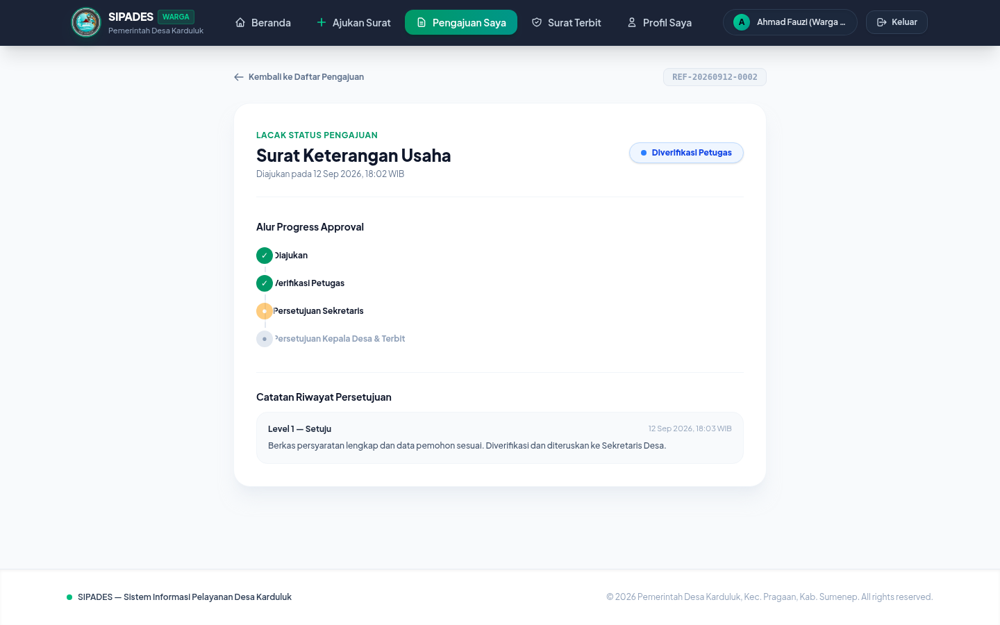 SIPADES WARGA
Pemerintah Desa Karduluk
Beranda
Ajukan Surat
Pengajuan Saya
Surat Terbit
Profil Saya
A Ahmad Fauzi (Warga ...
Keluar
Kembali ke Daftar Pengajuan
REF-20260912-0002
LACAK STATUS PENGAJUAN
Surat Keterangan Usaha
Diajukan pada 12 Sep 2026, 18:02 WIB
Diverifikasi Petugas
Alur Progress Approval
✓ Diajukan
✓ Verifikasi Petugas
Persetujuan Sekretaris
Persetujuan Kepala Desa & Terbit
Catatan Riwayat Persetujuan
Level 1 — Setuju
12 Sep 2026, 18:03 WIB
Berkas persyaratan lengkap dan data pemohon sesuai. Diverifikasi dan diteruskan ke Sekretaris Desa.
SIPADES — Sistem Informasi Pelayanan Desa Karduluk
© 2026 Pemerintah Desa Karduluk, Kec. Pragaan, Kab. Sumenep. All rights reserved.